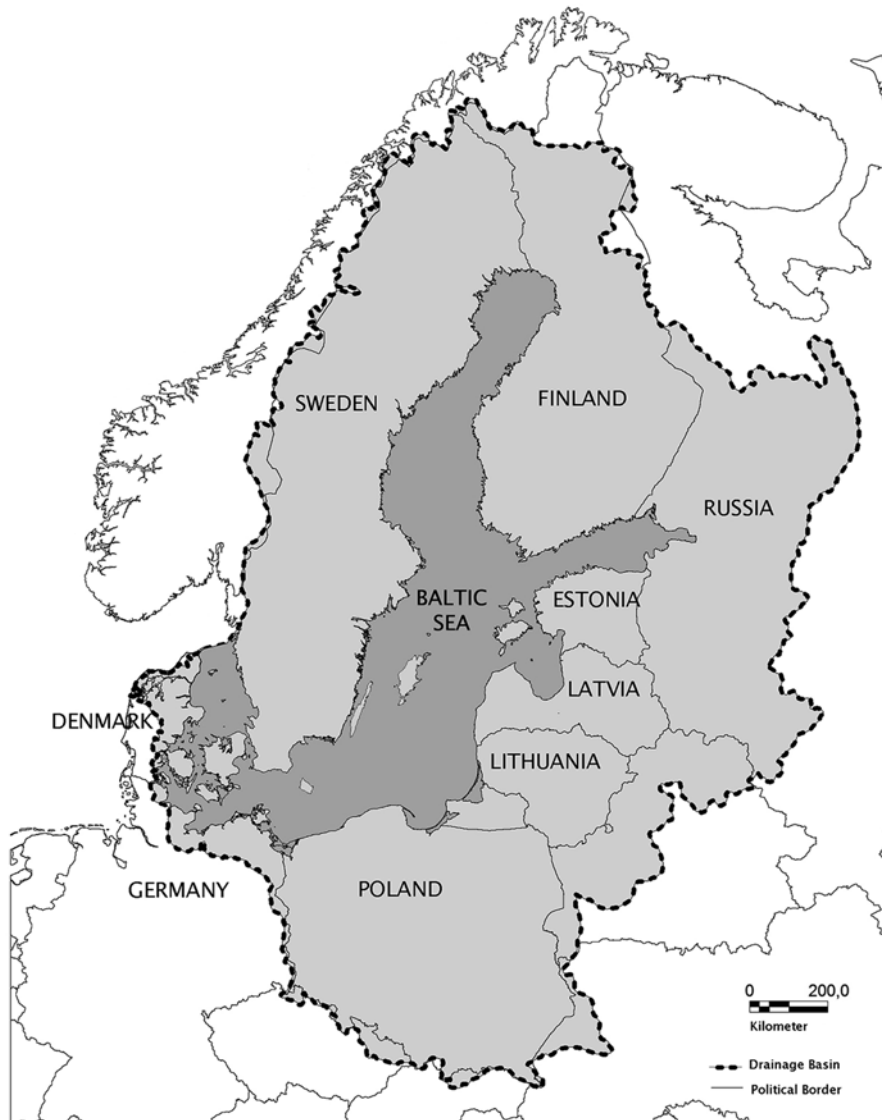 SWEDEN
FINLAND
RUSSIA
BALTIC
SEA
ESTONIA
LATVIA
DENMARK
LITHUANIA
GERMANY
POLAND
0 200,0
Kilometer
Drainage Basin
Political Border